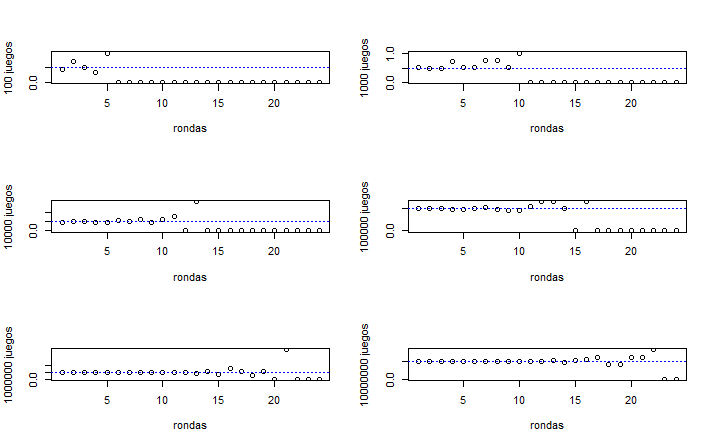 100 juegos
0.0
5 10 15 20
rondas
1000 juegos
0.0 1.0
5 10 15 20
rondas
10000 juegos
0.0
5 10 15 20
rondas
100000 juegos
0.0
5 10 15 20
rondas
1000000 juegos
0.0
5 10 15 20
rondas
10000000 juegos
0.0
5 10 15 20
rondas